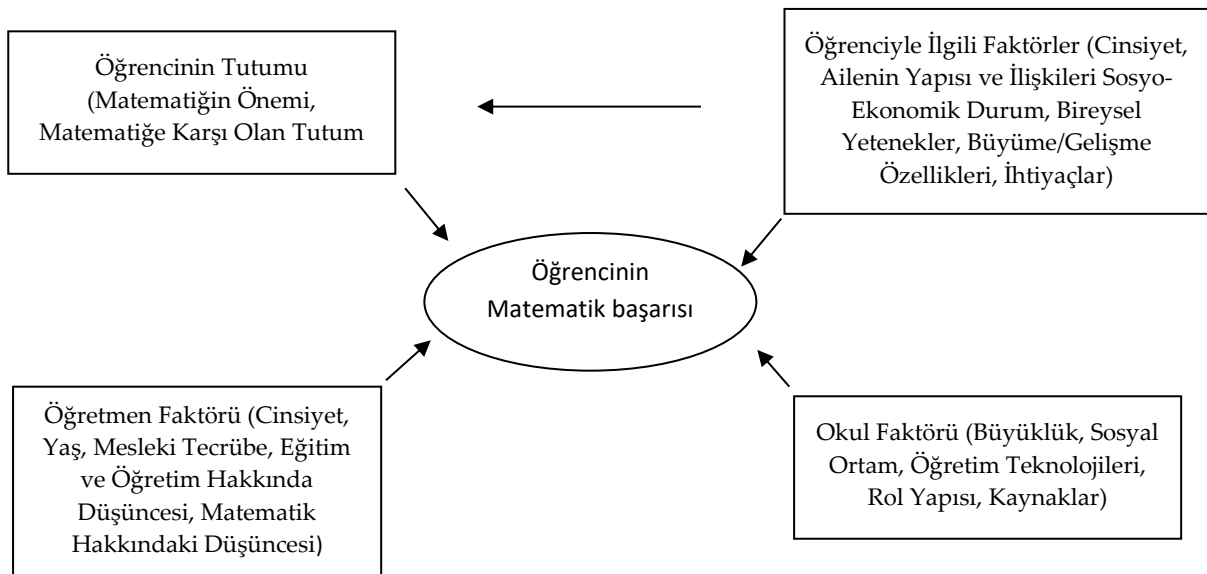 Öğrencinin Tutumu
(Matematiğin Önemi,
Matematiğe Karşı Olan Tutum
Öğrenciyle İlgili Faktörler (Cinsiyet,
Ailenin Yapısı ve İlişkileri Sosyo-
Ekonomik Durum, Bireysel
Yetenekler, Büyüme/Gelişme
Özellikleri, İhtiyaçlar)
Öğrencinin
Matematik başarısı
Öğretmen Faktörü (Cinsiyet,
Yaş, Mesleki Tecrübe, Eğitim
ve Öğretim Hakkında
Düşüncesi, Matematik
Hakkındaki Düşüncesi)
Okul Faktörü (Büyüklük, Sosyal
Ortam, Öğretim Teknolojileri,
Rol Yapısı, Kaynaklar)